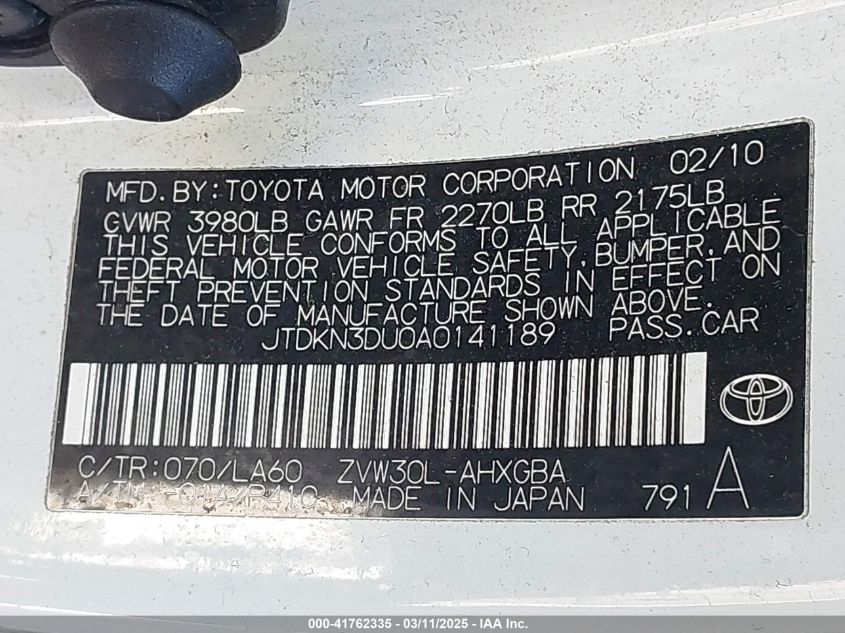 MFD. BY: TOYOTA MOTOR CORPORATION 02/10
GVWR 3980LB GAWR FR 2270LB RR 2175LB
THIS VEHICLE CONFORMS TO ALL APPLICABLE
FEDERAL MOTOR VEHICLE SAFETY, BUMPER, AND
THEFT PREVENTION STANDARDS IN EFFECT ON
THE DATE OF MANUFACTURE SHOWN ABOVE.
JTDKN3DU0A0141189 PASS. CAR
C/TR: 070/LA60 ZVW30L-AHXGBA
A/TM MADE IN JAPAN 791 A
000-41762335 — 03/11/2025 — IAA, Inc.